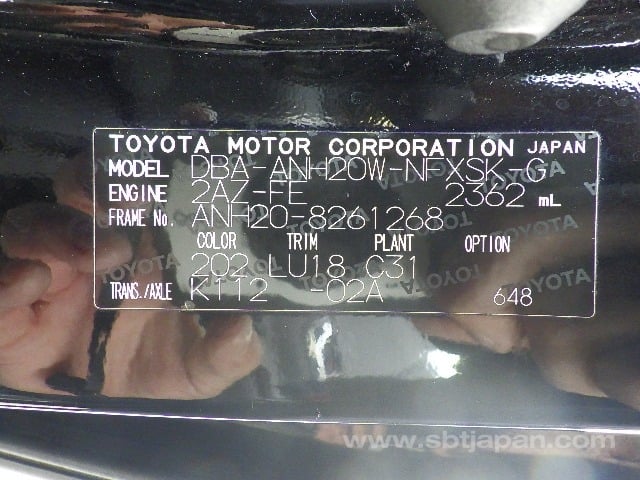 TOYOTA MOTOR CORPORATION JAPAN
MODEL DBA-ANH20W-NFXSK G
ENGINE 2AZ-FE 2362 mL
FRAME No. ANH20-8261268
COLOR TRIM PLANT OPTION
202 LU18 C31
TRANS./AXLE K112 -02A 648
www.sbtjapan.com